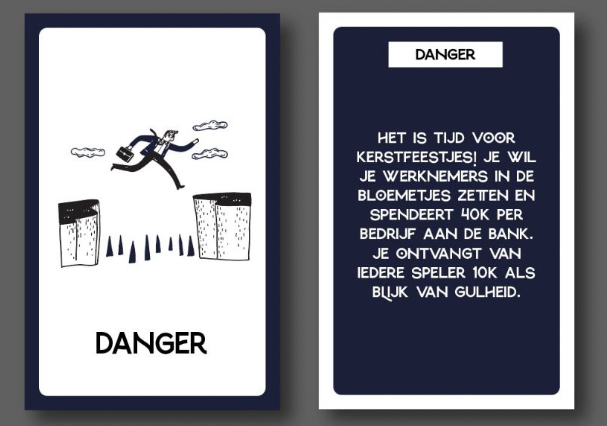 DANGER
DANGER
HET IS TIJD VOOR
KERSTFEESTJES! JE WIL
JE WERKNEMERS IN DE
BLOEMETJES ZETTEN EN
SPENDEERT 40K PER
BEDRIJF AAN DE BANK.
JE ONTVANGT VAN
IEDERE SPELER 10K ALS
BLIJK VAN GULHEID.